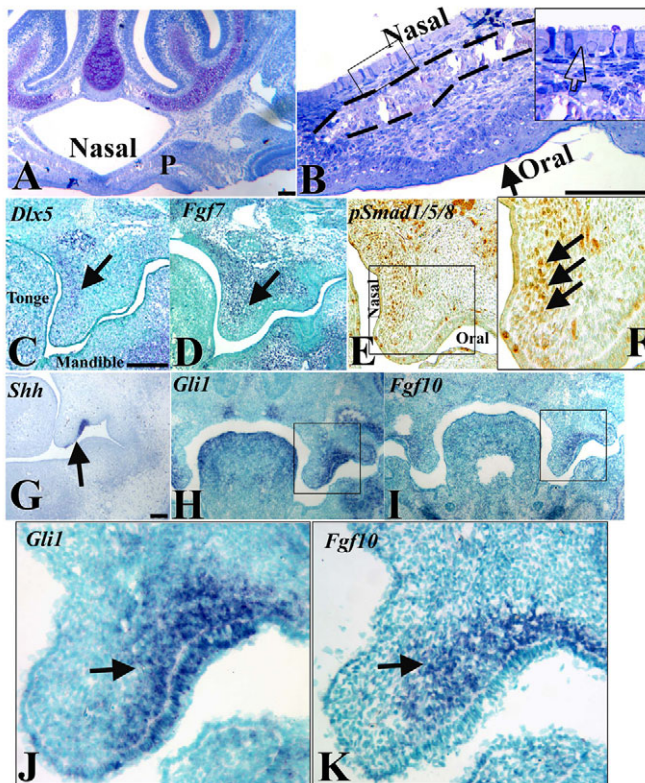 Nasal
P
A
Nasal
B
Oral
Dlx5
Tonge
C
Mandible
Fgf7
D
pSmad1/5/8
Nasal
E
Oral
F
Shh
G
Gli1
H
Fgf10
I
Gli1
J
Fgf10
K